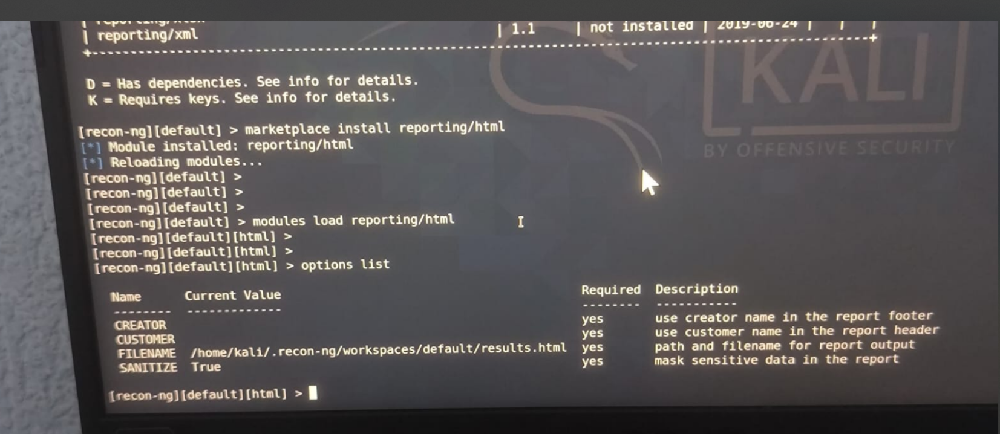 | reporting/xml | 1.1 | not installed | 2019-06-24 | | |
+---------------------------------------------------------------+
D = Has dependencies. See info for details.
K = Requires keys. See info for details.
KALI
BY OFFENSIVE SECURITY
[recon-ng][default] > marketplace install reporting/html
[*] Module installed: reporting/html
[*] Reloading modules...
[recon-ng][default] >
[recon-ng][default] >
[recon-ng][default] >
[recon-ng][default] > modules load reporting/html
[recon-ng][default][html] >
[recon-ng][default][html] >
[recon-ng][default][html] > options list
Name Current Value Required Description
-------- ------------- -------- -----------
CREATOR yes use creator name in the report footer
CUSTOMER yes use customer name in the report header
FILENAME /home/kali/.recon-ng/workspaces/default/results.html yes path and filename for report output
SANITIZE True yes mask sensitive data in the report
[recon-ng][default][html] >